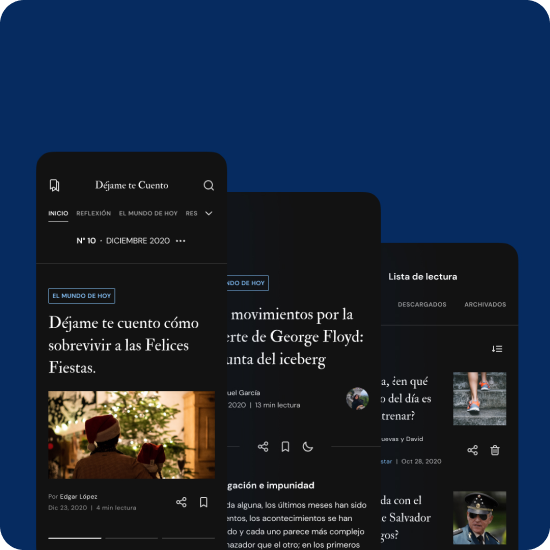 Déjame te Cuento
INICIO REFLEXIÓN EL MUNDO DE HOY RES
N° 10 · DICIEMBRE 2020
EL MUNDO DE HOY
Déjame te cuento cómo
sobrevivir a las Felices
Fiestas.
Por Edgar López
Dic 23, 2020 | 4 min lectura
NDO DE HOY
movimientos por la
erte de George Floyd:
unta del iceberg
uel García
2020 | 13 min lectura
gación e impunidad
da alguna, los últimos meses han sido
entos, los acontecimientos se han
do y cada uno parece más complejo
nazador que el otro; en los primeros
Lista de lectura
DESCARGADOS ARCHIVADOS
a, ¿en qué
o del día es
trenar?
uevas y David
star | Oct 28, 2020
da con el
e Salvador
gos?